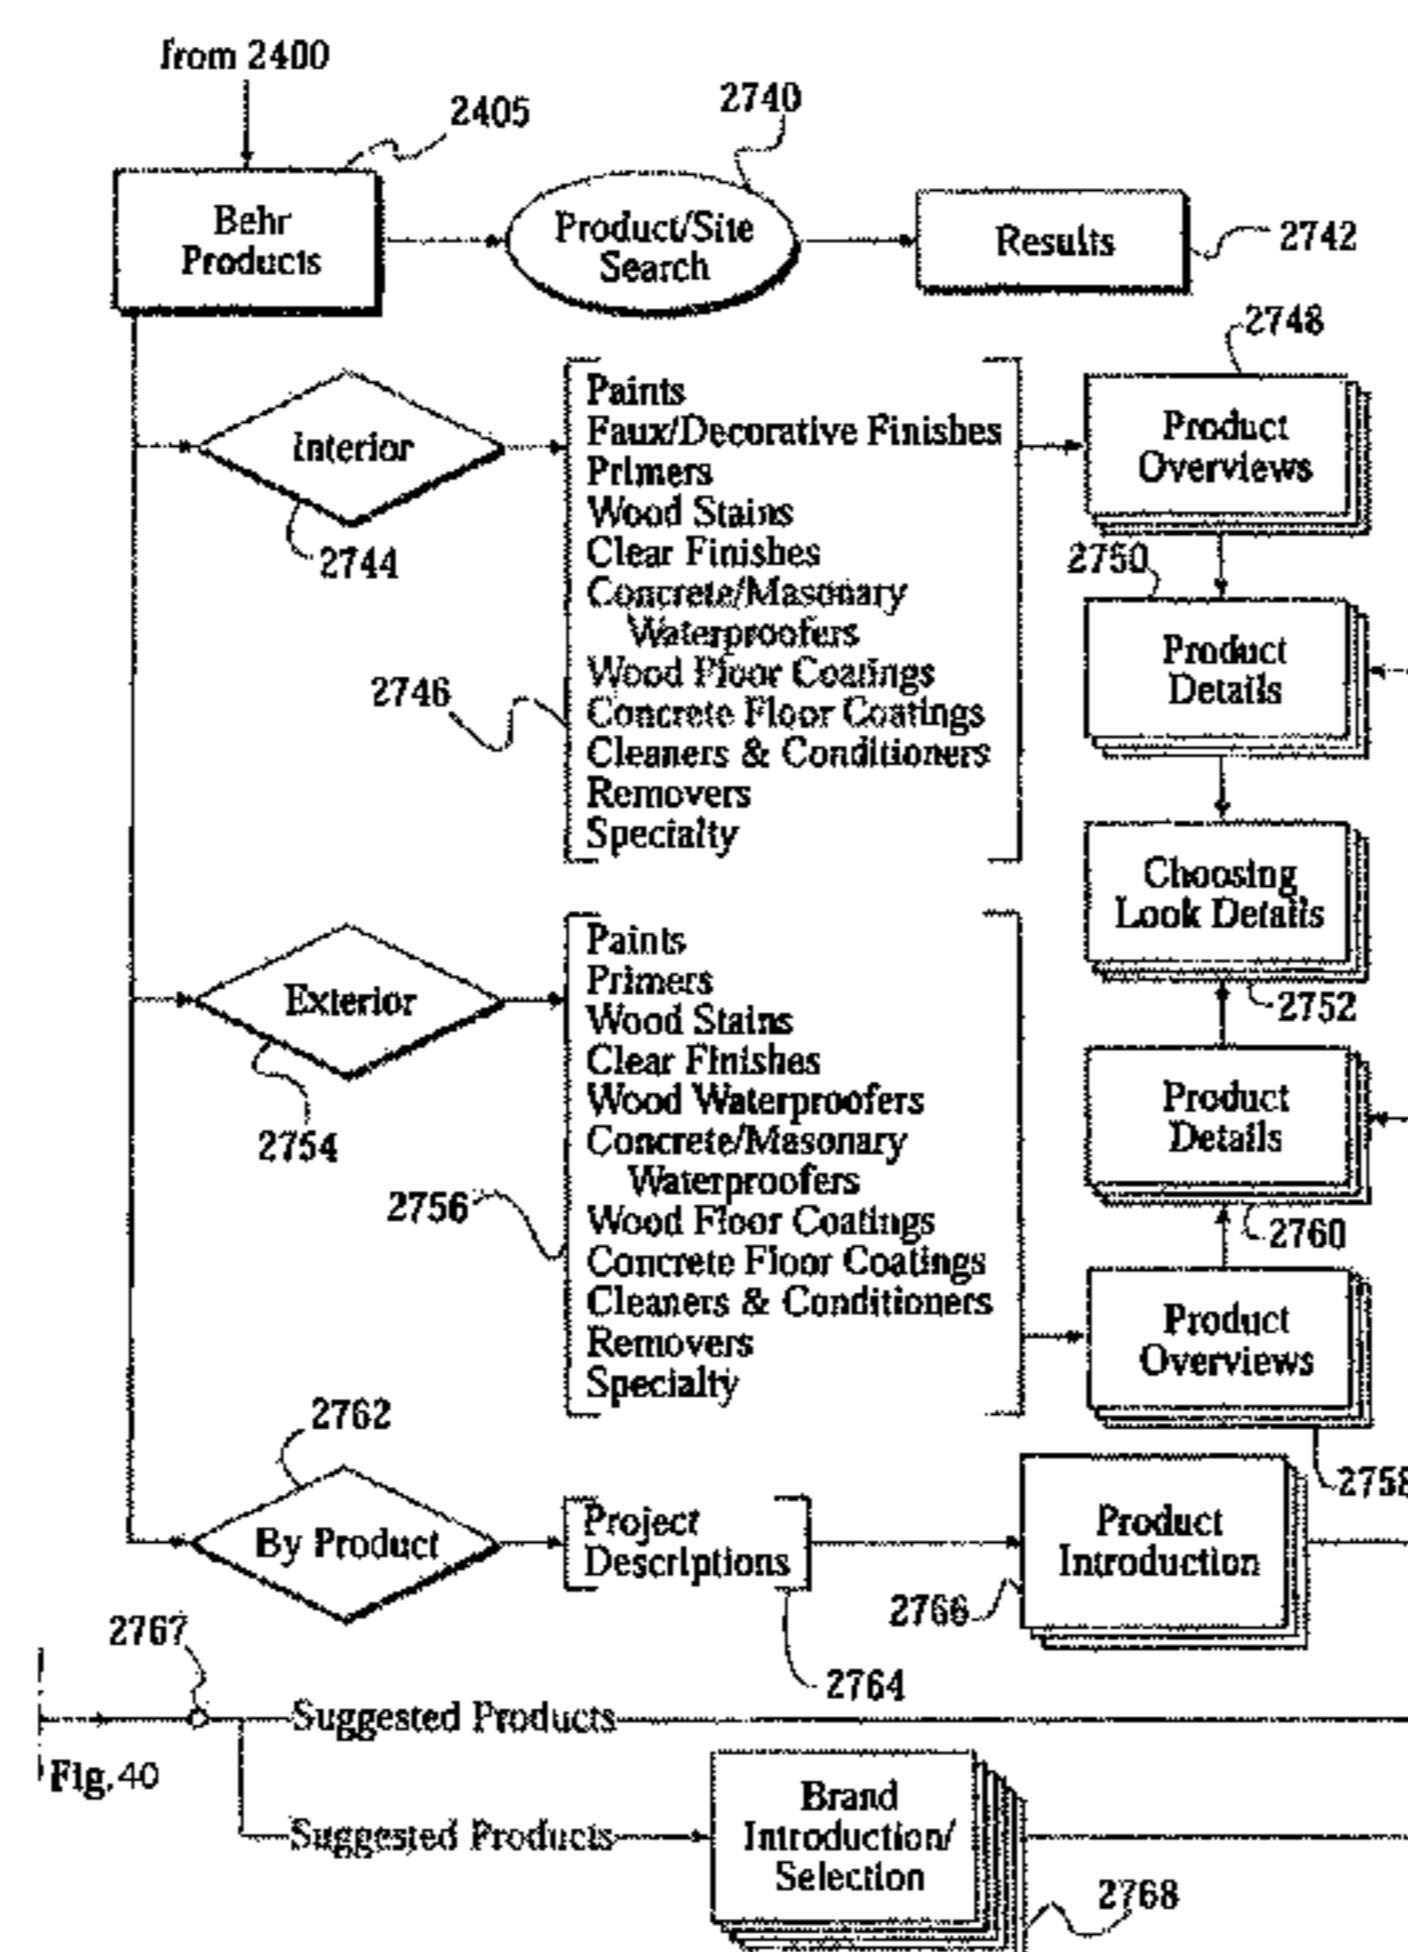 from 2400
2405
2740
Behr
Products
Product/Site
Search
Results
2742
2748
Interior
2744
Paints
Faux/Decorative Finishes
Primers
Wood Stains
Clear Finishes
Concrete/Masonary
Waterproofers
Wood Floor Coatings
Concrete Floor Coatings
Cleaners & Conditioners
Removers
Specialty
2746
Product
Overviews
2750
Product
Details
Choosing
Look Details
2752
Exterior
2754
Paints
Primers
Wood Stains
Clear Finishes
Wood Waterproofers
Concrete/Masonary
Waterproofers
Wood Floor Coatings
Concrete Floor Coatings
Cleaners & Conditioners
Removers
Specialty
2756
Product
Details
2760
Product
Overviews
2758
2762
By Product
Project
Descriptions
2764
Product
Introduction
2766
2767
Suggested Products
Fig.40
Suggested Products
Brand
Introduction/
Selection
2768